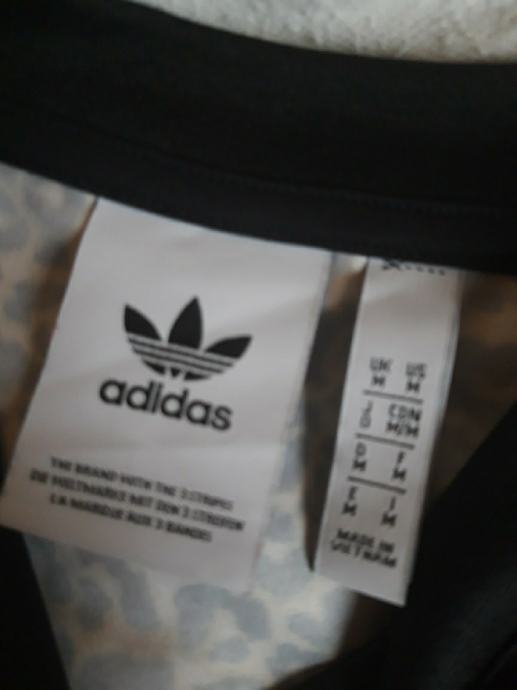 adidas
THE BRAND WITH THE 3 STRIPES
DIE WELTMARKE MIT DEN 3 STREIFEN
LA MARQUE AUX 3 BANDES
UK US
M M
J CDN
O M/M
D F
M M
E I
M M
MADE IN
VIETNAM